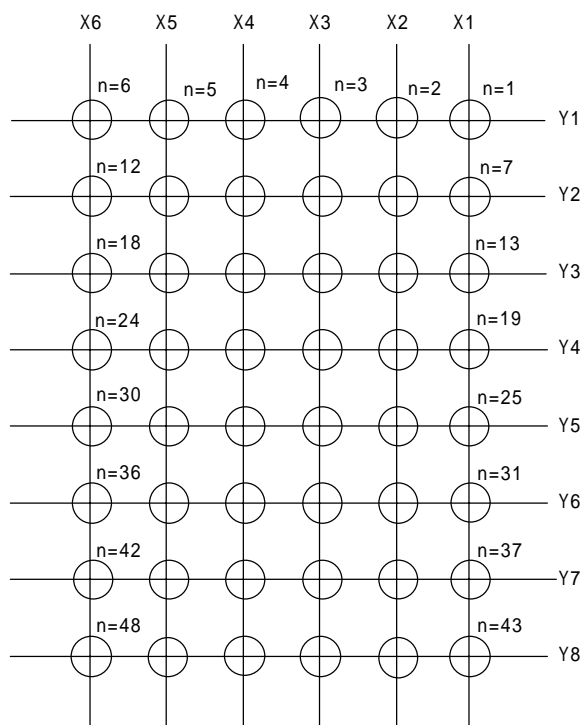 X6 X5 X4 X3 X2 X1
n=6 n=5 n=4 n=3 n=2 n=1
Y1
n=12 n=7
Y2
n=18 n=13
Y3
n=24 n=19
Y4
n=30 n=25
Y5
n=36 n=31
Y6
n=42 n=37
Y7
n=48 n=43
Y8